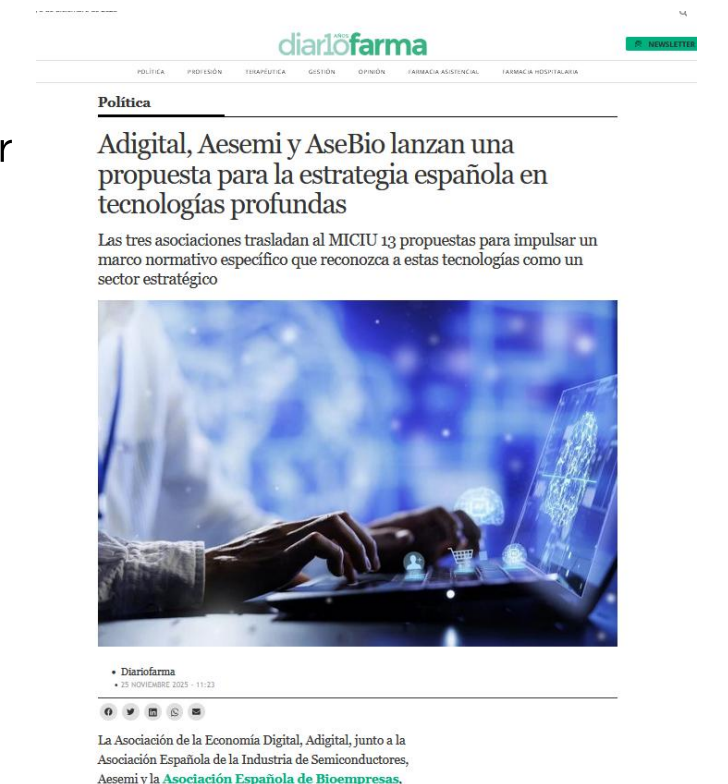 r
diar10farma
AÑOS
NEWSLETTER
POLÍTICA PROFESIÓN TERAPÉUTICA GESTIÓN OPINIÓN FARMACIA ASISTENCIAL FARMACIA HOSPITALARIA
Política
Adigital, Aesemi y AseBio lanzan una
propuesta para la estrategia española en
tecnologías profundas
Las tres asociaciones trasladan al MICIU 13 propuestas para impulsar un
marco normativo específico que reconozca a estas tecnologías como un
sector estratégico
• Diariofarma
• 25 NOVIEMBRE 2025 - 11:23
La Asociación de la Economía Digital, Adigital, junto a la
Asociación Española de la Industria de Semiconductores,
Aesemi y la Asociación Española de Bioempresas,